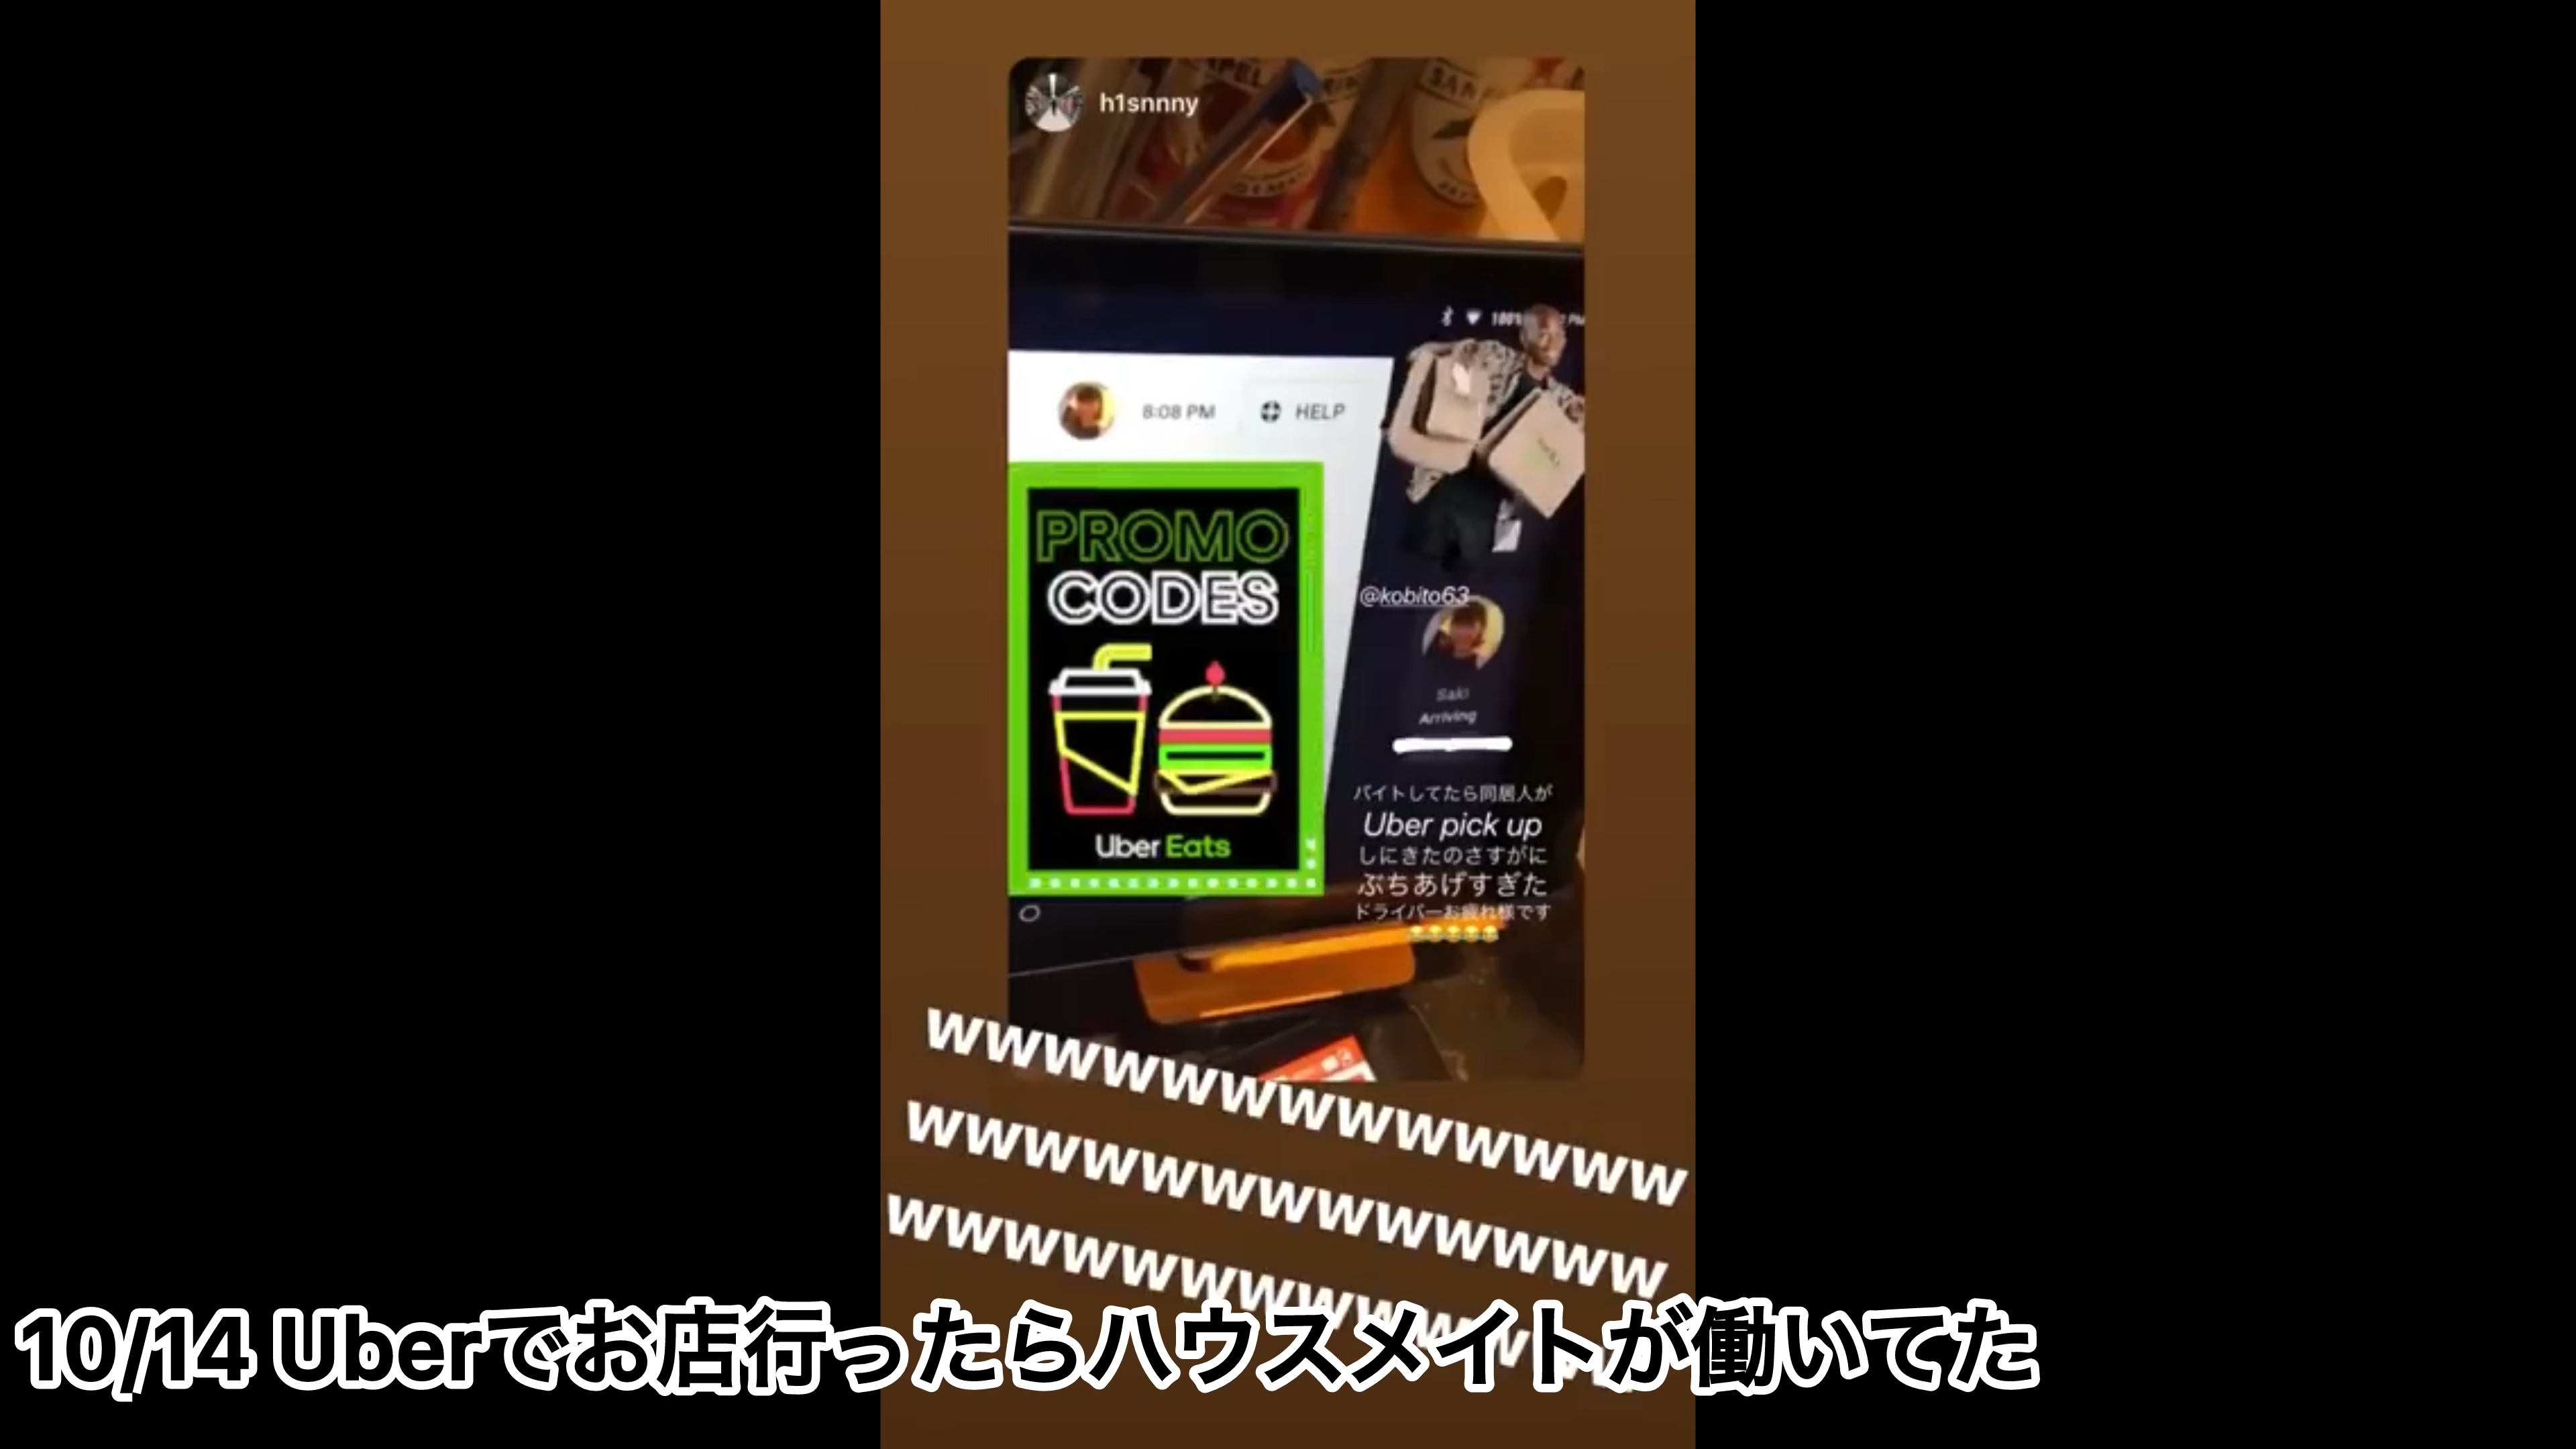 h1snnny
100%
8:08 PM
HELP
PROMO
CODES
Uber Eats
@kobito63
Saki
Arriving
バイトしてたら同居人が
Uber pick up
しにきたのさすがに
ぶちあげすぎた
ドライバーお疲れ様です
😂😂😂😂😂
wwwwwwwwwwwww
wwwwwwwwwwwww
wwwwwwwwwwwww
10/14 Uberでお店行ったらハウスメイトが働いてた